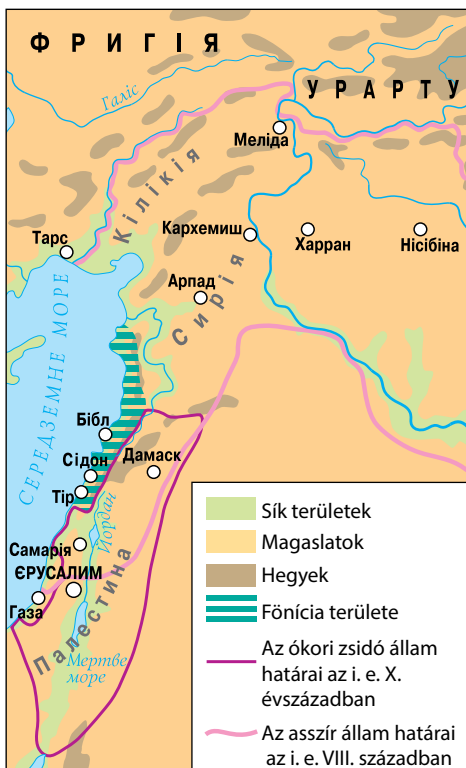 ФРИГІЯ
УРАРТУ
Галіс
Меліда
Кілікія
Тарс
Кархемиш
Харран
Нісібіна
Арпад
Сирія
СЕРЕДЗЕМНЕ МОРЕ
Бібл
Сідон
Дамаск
Тір
Йордан
Самарія
ЄРУСАЛИМ
Газа
Палестина
Мертве
море
Sík területek
Magaslatok
Hegyek
Fönícia területe
Az ókori zsidó állam
határai az i. e. X.
évszázadban
Az asszír állam határai
az i. e. VIII. században